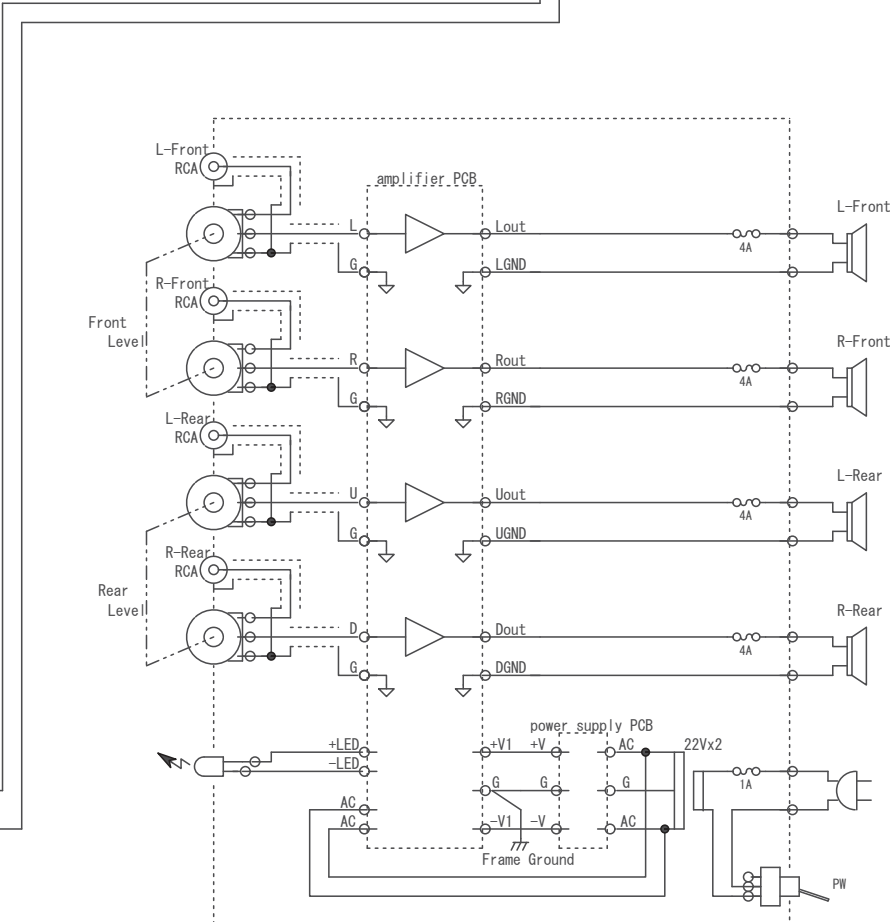 L-Front
RCA
amplifier PCB
L-Front
L
Lout
4A
G
LGND
R-Front
RCA
Front
Level
R-Front
R
Rout
4A
G
RGND
L-Rear
RCA
L-Rear
U
Uout
4A
G
UGND
R-Rear
RCA
Rear
Level
R-Rear
D
Dout
4A
G
DGND
power supply PCB
+LED
+V1
+V
AC
22Vx2
-LED
G
G
G
1A
AC
AC
-V1
-V
AC
Frame Ground
PW